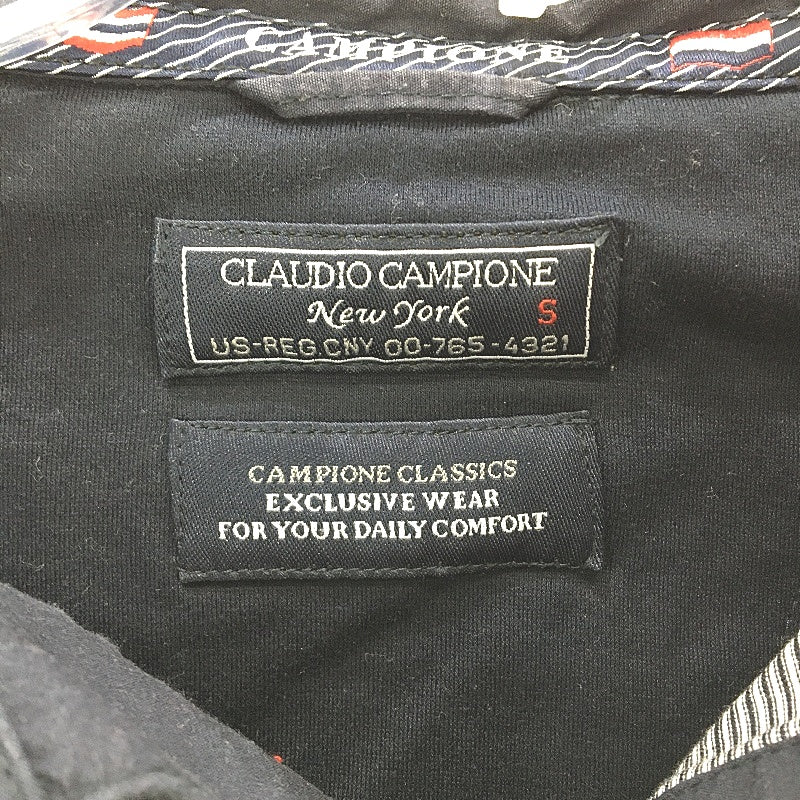 CAMPIONE
CLAUDIO CAMPIONE
New York S
US-REG.CNY 00-765-4321
CAMPIONE CLASSICS
EXCLUSIVE WEAR
FOR YOUR DAILY COMFORT